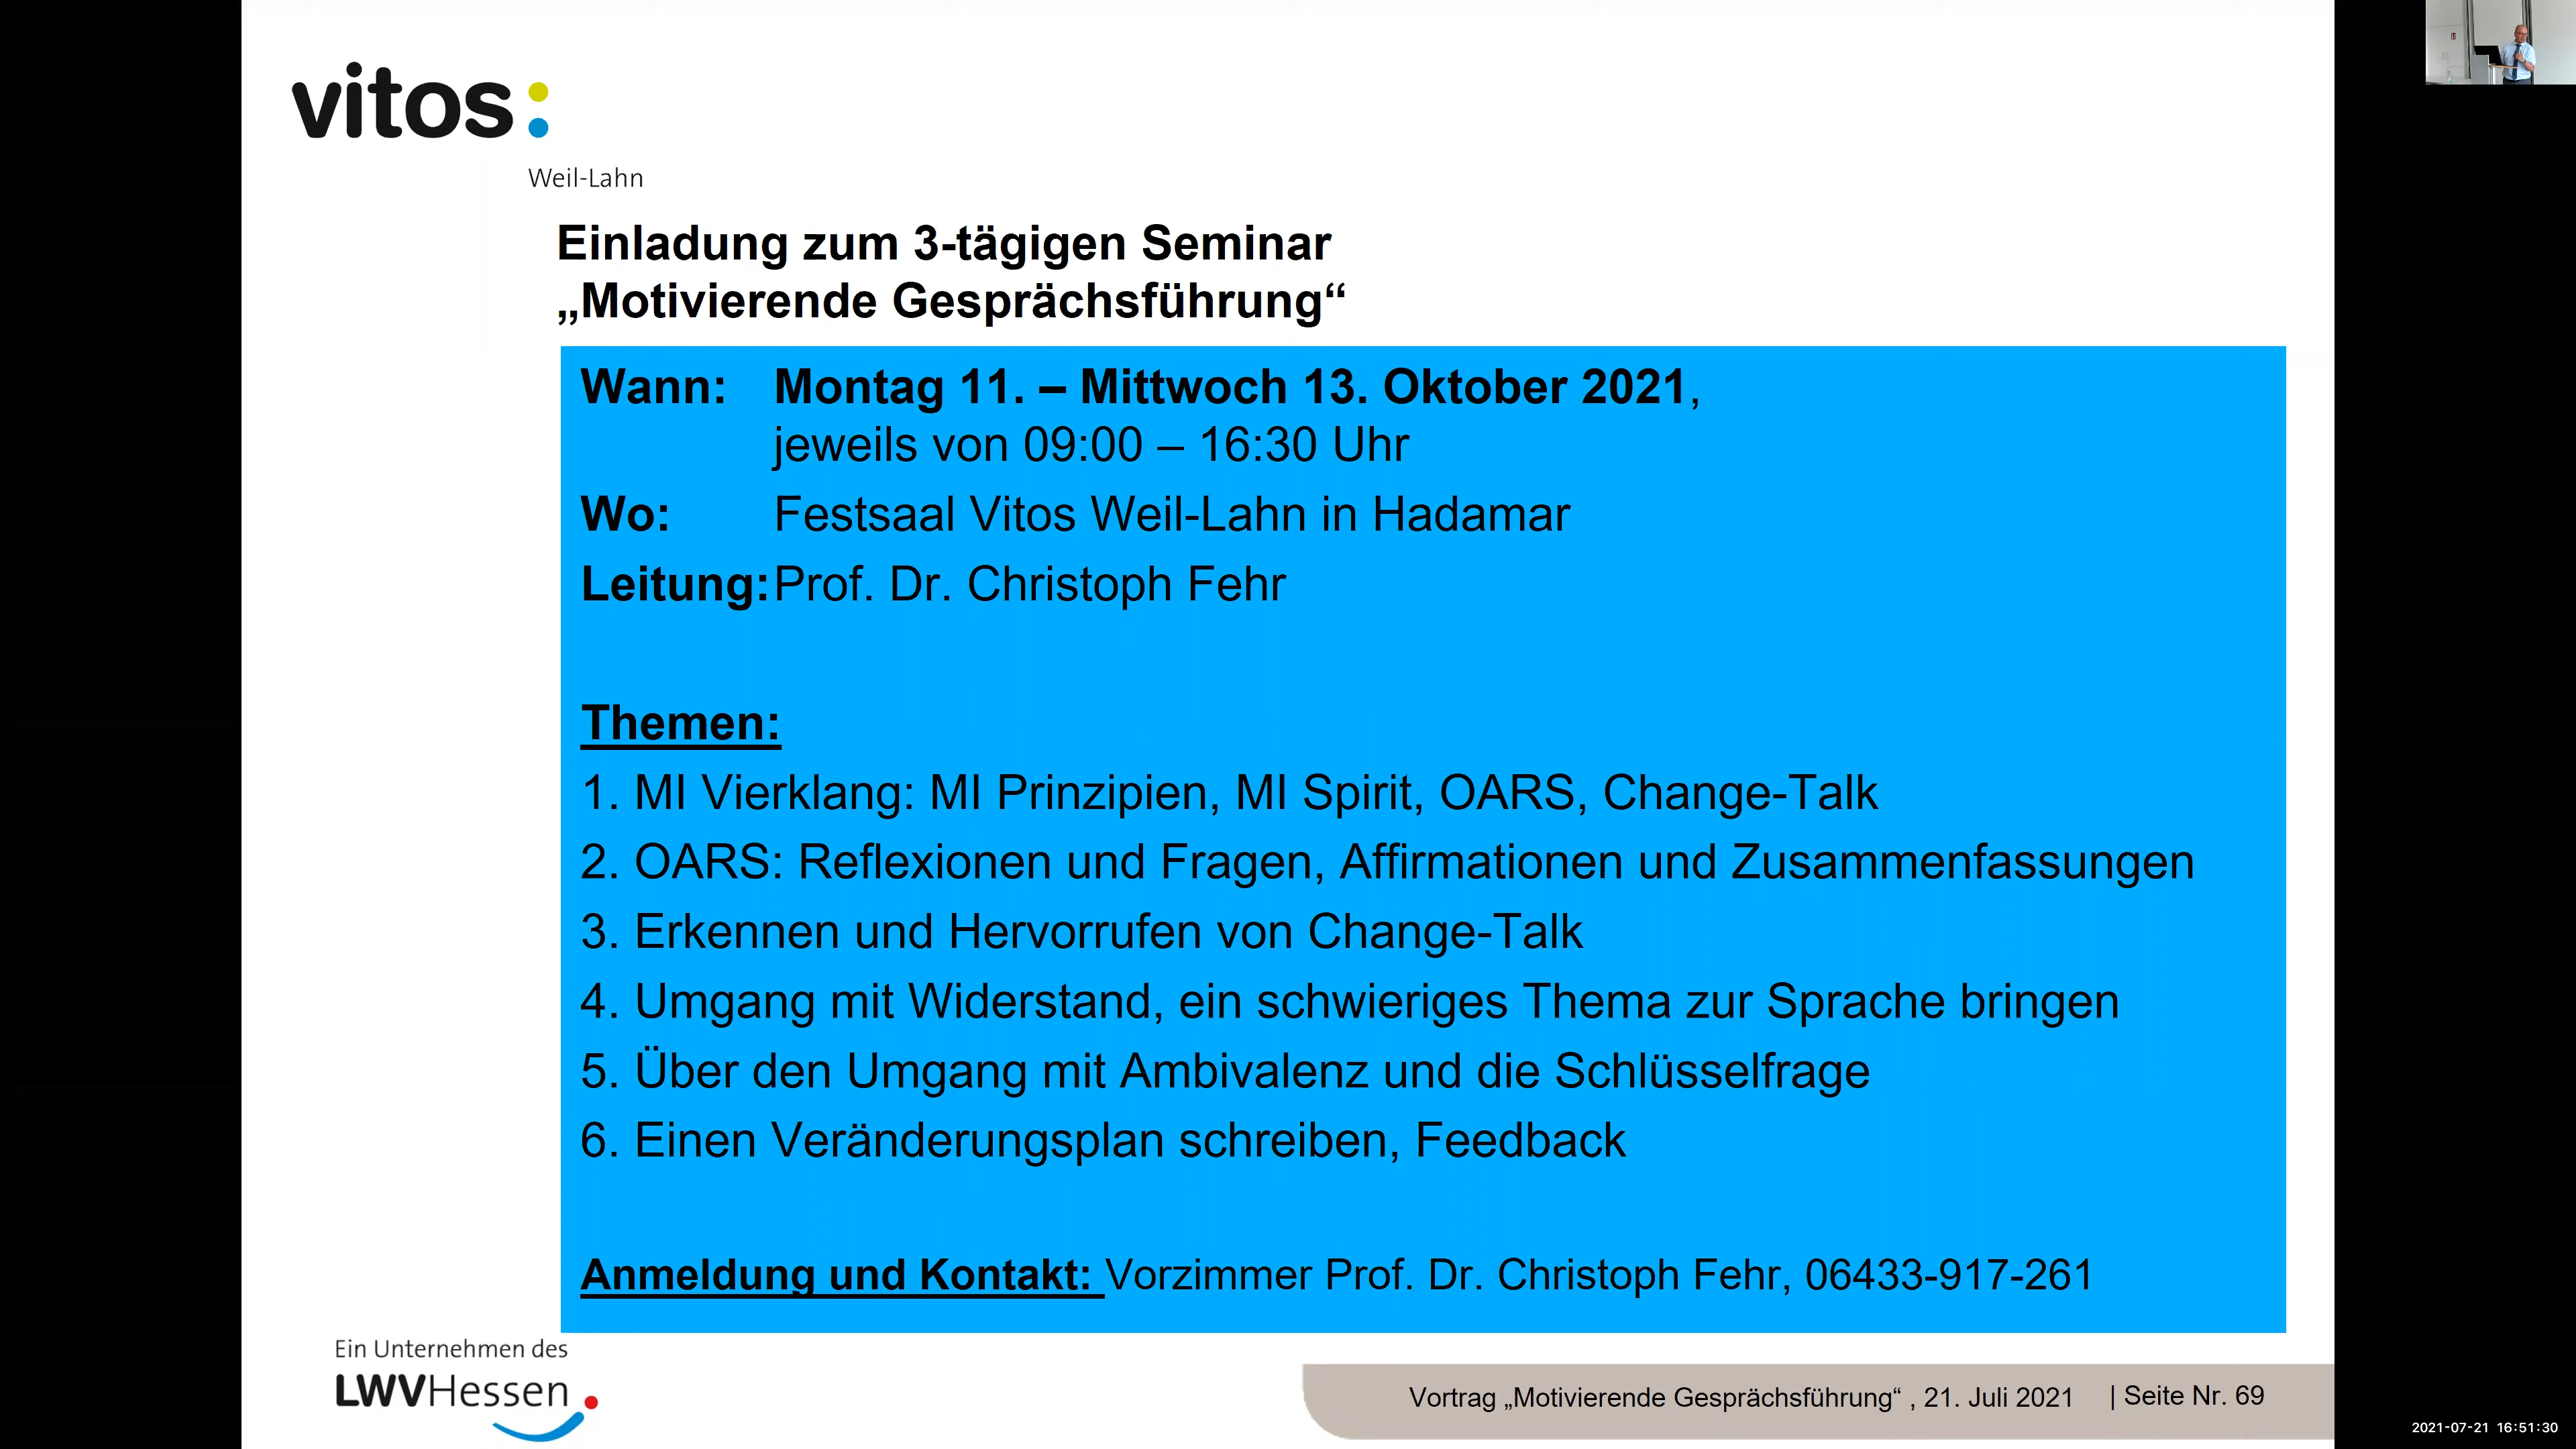 vitos:
Weil-Lahn
Einladung zum 3-tägigen Seminar
„Motivierende Gesprächsführung“
Wann: Montag 11. – Mittwoch 13. Oktober 2021,
jeweils von 09:00 – 16:30 Uhr
Wo: Festsaal Vitos Weil-Lahn in Hadamar
Leitung: Prof. Dr. Christoph Fehr
Themen:
1. MI Vierklang: MI Prinzipien, MI Spirit, OARS, Change-Talk
2. OARS: Reflexionen und Fragen, Affirmationen und Zusammenfassungen
3. Erkennen und Hervorrufen von Change-Talk
4. Umgang mit Widerstand, ein schwieriges Thema zur Sprache bringen
5. Über den Umgang mit Ambivalenz und die Schlüsselfrage
6. Einen Veränderungsplan schreiben, Feedback
Anmeldung und Kontakt: Vorzimmer Prof. Dr. Christoph Fehr, 06433-917-261
Ein Unternehmen des
LWVHessen
Vortrag „Motivierende Gesprächsführung“ , 21. Juli 2021 | Seite Nr. 69
2021-07-21 16:51:30